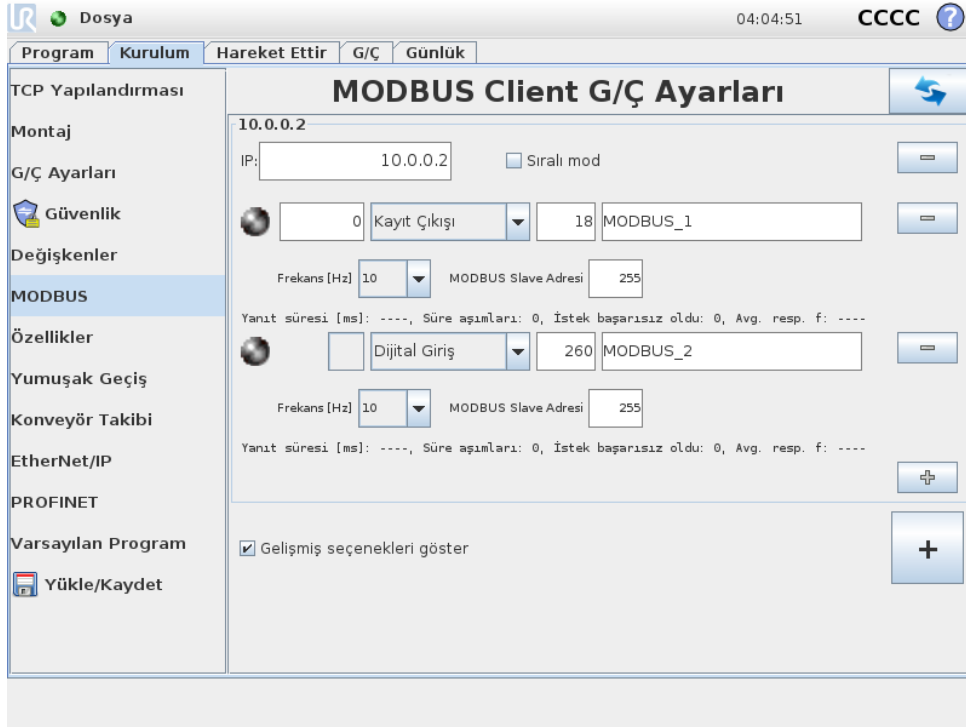 UR Dosya 04:04:51 CCCC ?
Program Kurulum Hareket Ettir G/Ç Günlük
TCP Yapılandırması
Montaj
G/Ç Ayarları
Güvenlik
Değişkenler
MODBUS
Özellikler
Yumuşak Geçiş
Konveyör Takibi
EtherNet/IP
PROFINET
Varsayılan Program
Yükle/Kaydet
MODBUS Client G/Ç Ayarları
10.0.0.2
IP: 10.0.0.2 Sıralı mod
0 Kayıt Çıkışı 18 MODBUS_1
Frekans [Hz] 10 MODBUS Slave Adresi 255
Yanıt süresi [ms]: ----, Süre aşımları: 0, İstek başarısız oldu: 0, Avg. resp. f: ----
Dijital Giriş 260 MODBUS_2
Frekans [Hz] 10 MODBUS Slave Adresi 255
Yanıt süresi [ms]: ----, Süre aşımları: 0, İstek başarısız oldu: 0, Avg. resp. f: ----
Gelişmiş seçenekleri göster